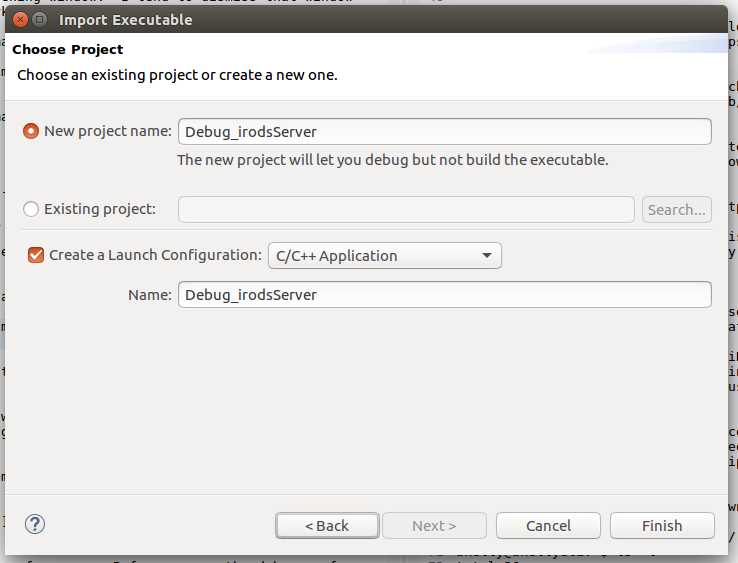 Import Executable
Choose Project
Choose an existing project or create a new one.
New project name: Debug_irodsServer
The new project will let you debug but not build the executable.
Existing project: Search...
Create a Launch Configuration: C/C++ Application
Name: Debug_irodsServer
? < Back Next > Cancel Finish